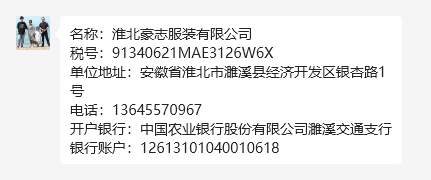 名称：淮北豪志服装有限公司
税号：91340621MAE3126W6X
单位地址：安徽省淮北市濉溪县经济开发区银杏路1
号
电话：13645570967
开户银行：中国农业银行股份有限公司濉溪交通支行
银行账户：12613101040010618